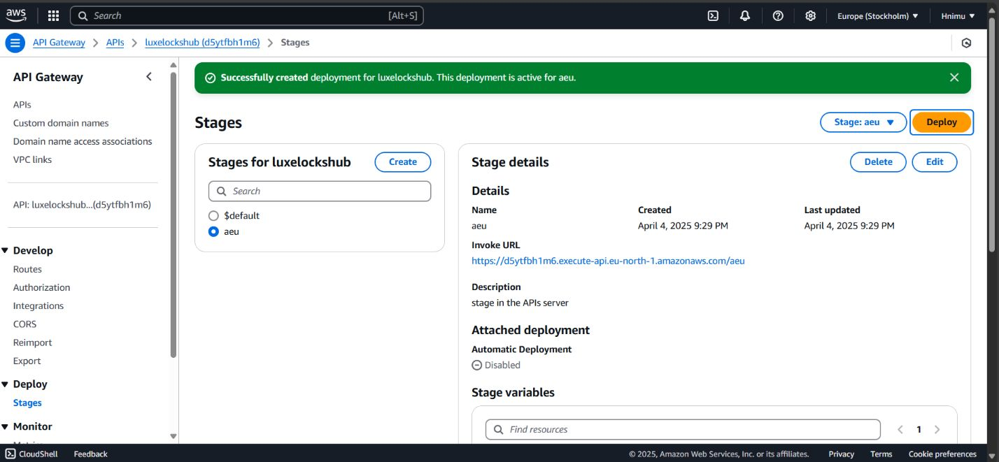 aws
Search [Alt+S]
Europe (Stockholm) ▼
Hnimu ▼
API Gateway > APIs > luxelockshub (d5ytfbh1m6) > Stages
API Gateway
APIs
Custom domain names
Domain name access associations
VPC links
API: luxelockshub...(d5ytfbh1m6)
Develop
Routes
Authorization
Integrations
CORS
Reimport
Export
Deploy
Stages
Monitor
Successfully created deployment for luxelockshub. This deployment is active for aeu.
Stages
Stage: aeu ▼
Deploy
Stages for luxelockshub
Create
Search
$default
aeu
Stage details
Delete
Edit
Details
Name Created Last updated
aeu April 4, 2025 9:29 PM April 4, 2025 9:29 PM
Invoke URL
https://d5ytfbh1m6.execute-api.eu-north-1.amazonaws.com/aeu
Description
stage in the APIs server
Attached deployment
Automatic Deployment
Disabled
Stage variables
Find resources
1
CloudShell Feedback © 2025, Amazon Web Services, Inc. or its affiliates. Privacy Terms Cookie preferences